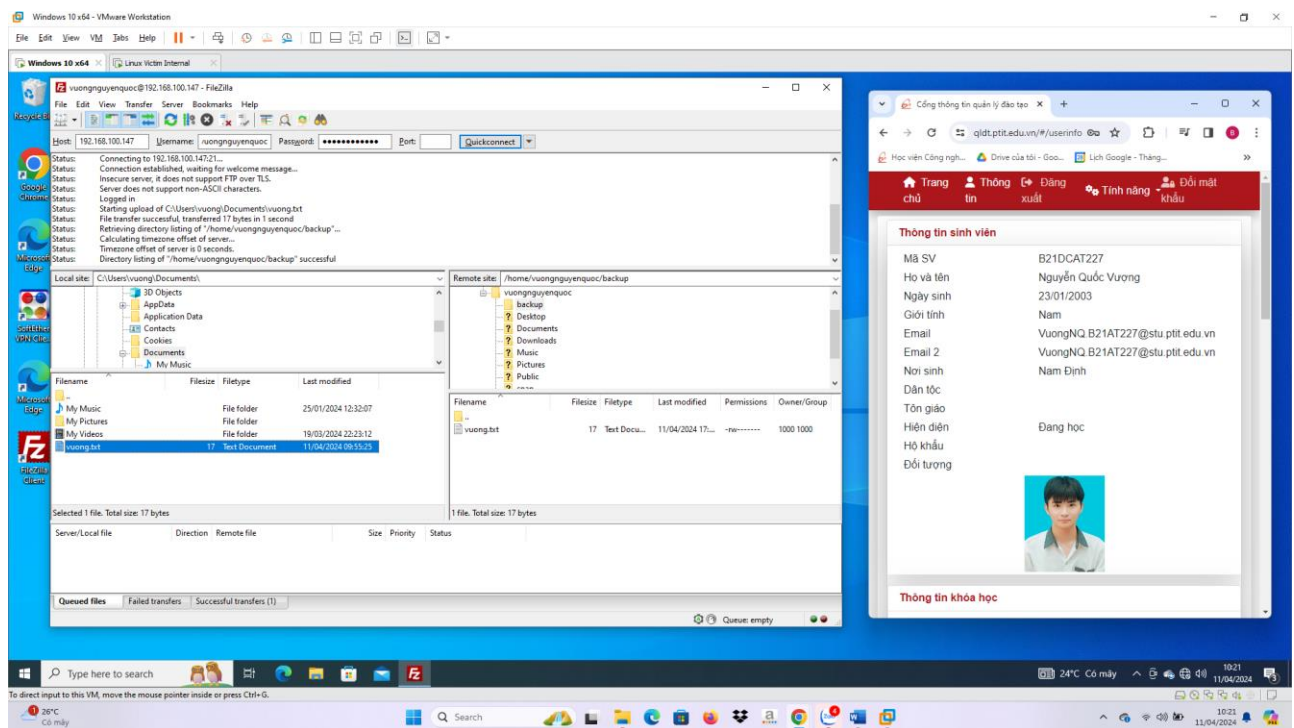 Windows 10 x64 - VMware Workstation
File Edit View VM Tabs Help
Windows 10 x64 Linux Victim Internal
vuongnguyenquoc@192.168.100.147 - FileZilla
File Edit View Transfer Server Bookmarks Help
Host: 192.168.100.147 Username: vuongnguyenquoc Password: •••••••••••• Port: Quickconnect
Status: Connecting to 192.168.100.147:21...
Status: Connection established, waiting for welcome message...
Status: Insecure server, it does not support FTP over TLS.
Status: Server does not support non-ASCII characters.
Status: Logged in
Status: Starting upload of C:\Users\vuong\Documents\vuong.txt
Status: File transfer successful, transferred 17 bytes in 1 second
Status: Retrieving directory listing of "/home/vuongnguyenquoc/backup"...
Status: Calculating timezone offset of server...
Status: Timezone offset of server is 0 seconds.
Status: Directory listing of "/home/vuongnguyenquoc/backup" successful
Local site: C:\Users\vuong\Documents\
3D Objects
AppData
Application Data
Contacts
Cookies
Documents
My Music
Filename Filesize Filetype Last modified
..
My Music File folder 25/01/2024 12:32:07
My Pictures File folder
My Videos File folder 19/03/2024 22:23:12
vuong.txt 17 Text Document 11/04/2024 09:55:25
Selected 1 file. Total size: 17 bytes
Remote site: /home/vuongnguyenquoc/backup
vuongnguyenquoc
backup
Desktop
Documents
Downloads
Music
Pictures
Public
Filename Filesize Filetype Last modified Permissions Owner/Group
..
vuong.txt 17 Text Docu... 11/04/2024 17:... -rw------- 1000 1000
1 file. Total size: 17 bytes
Server/Local file Direction Remote file Size Priority Status
Queued files Failed transfers Successful transfers (1)
Queue: empty
Google Chrome
Microsoft Edge
SoftEther VPN Clie...
Microsoft Edge
FileZilla Client
Cổng thông tin quản lý đào tạo
qldt.ptit.edu.vn/#/userinfo
Học viện Công ngh... Drive của tôi - Goo... Lịch Google - Tháng... »
Trang chủ Thông tin Đăng xuất Tính năng Đổi mật khẩu
Thông tin sinh viên
Mã SV B21DCAT227
Họ và tên Nguyễn Quốc Vương
Ngày sinh 23/01/2003
Giới tính Nam
Email VuongNQ.B21AT227@stu.ptit.edu.vn
Email 2 VuongNQ.B21AT227@stu.ptit.edu.vn
Nơi sinh Nam Định
Dân tộc
Tôn giáo
Hiện diện Đang học
Hộ khẩu
Đối tượng
Thông tin khóa học
Type here to search
24°C Có mây 10:21
11/04/2024
To direct input to this VM, move the mouse pointer inside or press Ctrl+G.
26°C
Có mây
Search
10:21
11/04/2024